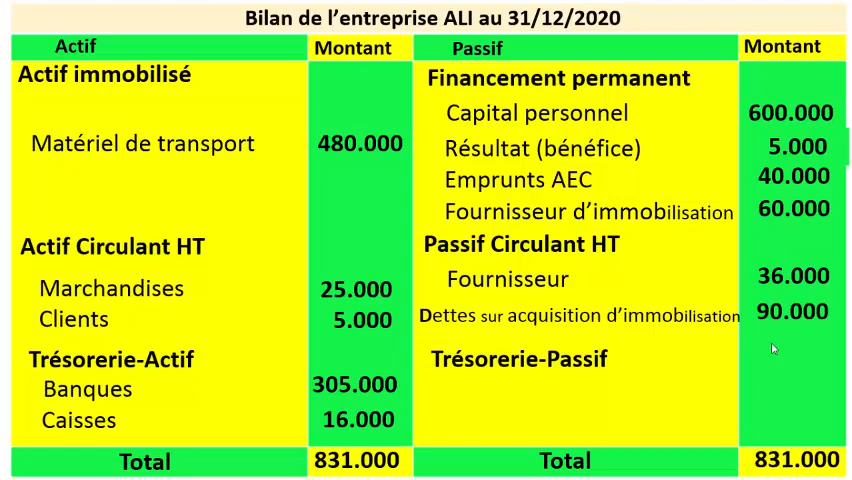 Bilan de l’entreprise ALI au 31/12/2020
Actif Montant Passif Montant
Actif immobilisé Financement permanent
Capital personnel 600.000
Matériel de transport 480.000 Résultat (bénéfice) 5.000
Emprunts AEC 40.000
Fournisseur d’immobilisation 60.000
Actif Circulant HT Passif Circulant HT
Fournisseur 36.000
Marchandises 25.000
Clients 5.000 Dettes sur acquisition d’immobilisation 90.000
Trésorerie-Actif Trésorerie-Passif
Banques 305.000
Caisses 16.000
Total 831.000 Total 831.000